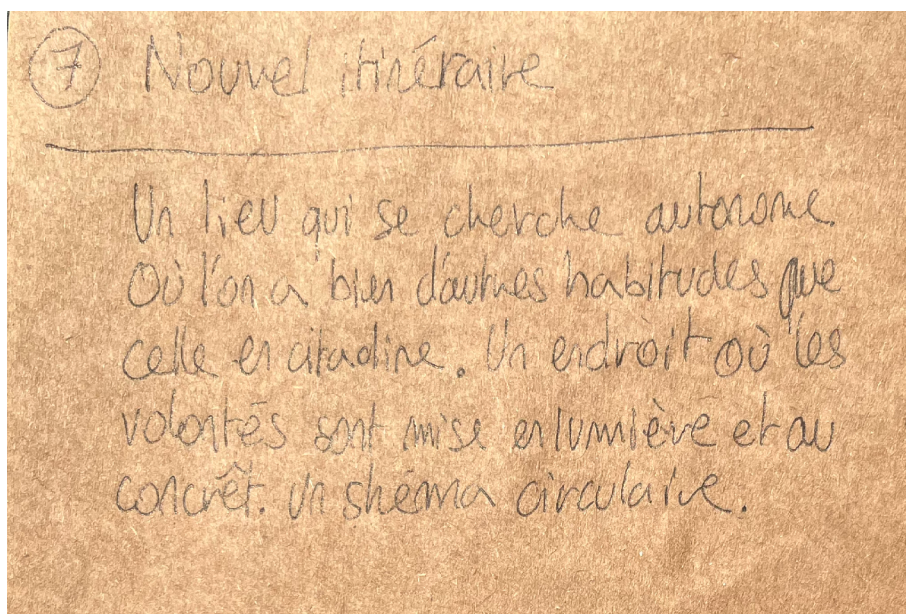 7 Nouvel itinéraire
Un lieu qui se cherche autonome.
Où l'on a bien d'autres habitudes que
celle en citadine. Un endroit où les
volontés sont mise en lumière et au
concrêt. Un shéma circulaire.